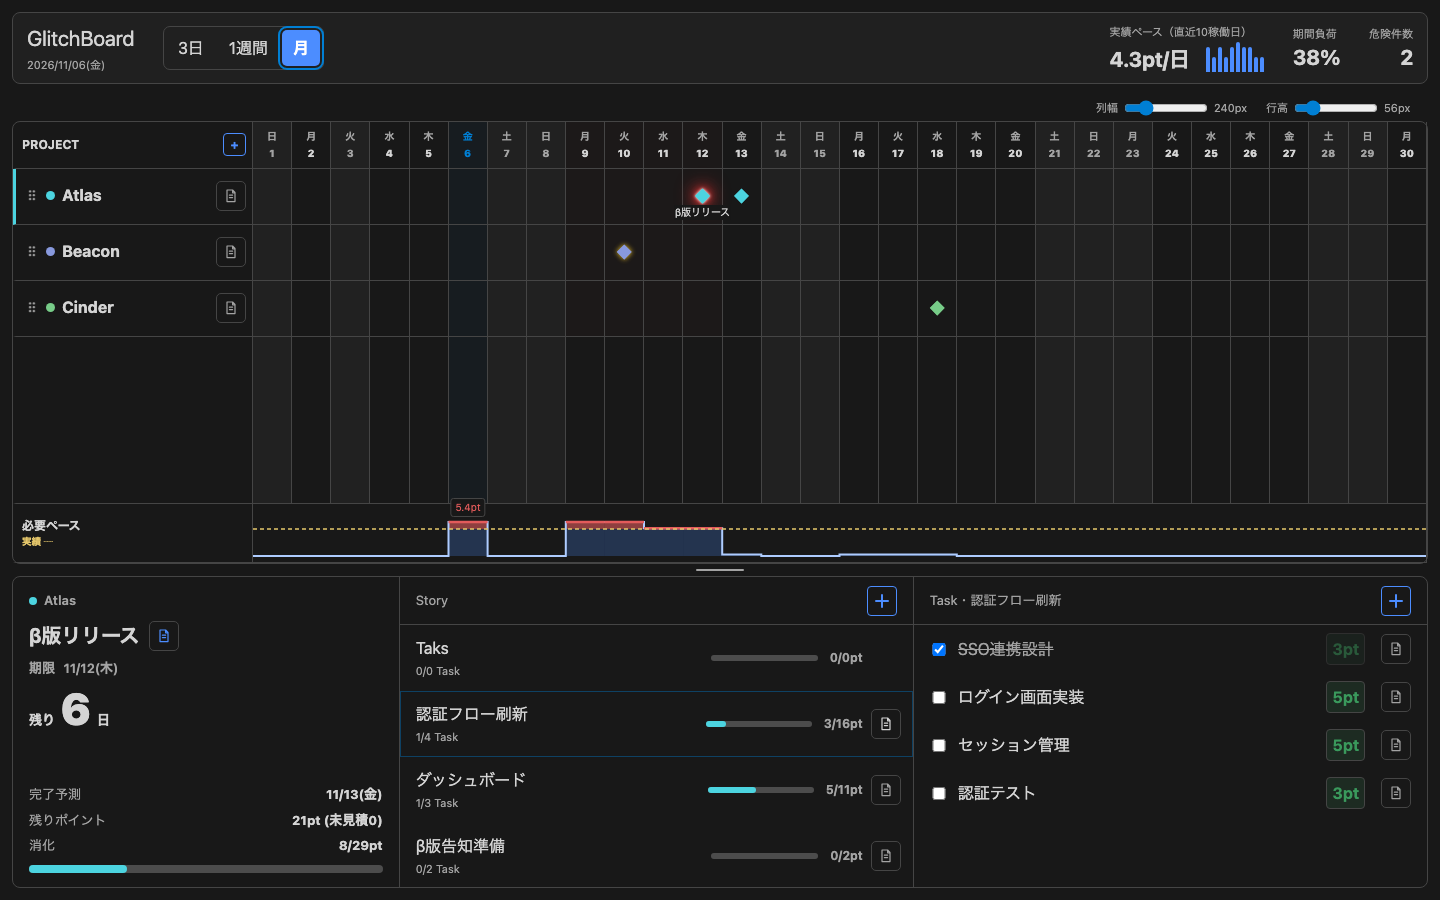 GlitchBoard
2026/11/06(金)
3日 1週間 月
実績ペース（直近10稼働日）
4.3pt/日
期間負荷
38%
危険件数
2
列幅 240px 行高 56px
PROJECT +
日 月 火 水 木 金 土 日 月 火 水 木 金 土 日 月 火 水 木 金 土 日 月 火 水 木 金 土 日 月
1 2 3 4 5 6 7 8 9 10 11 12 13 14 15 16 17 18 19 20 21 22 23 24 25 26 27 28 29 30
Atlas
β版リリース
Beacon
Cinder
5.4pt
必要ペース
実績
Atlas
β版リリース
期限 11/12(木)
残り 6 日
完了予測 11/13(金)
残りポイント 21pt (未見積0)
消化 8/29pt
Story +
Taks
0/0 Task
0/0pt
認証フロー刷新
1/4 Task
3/16pt
ダッシュボード
1/3 Task
5/11pt
β版告知準備
0/2 Task
0/2pt
Task・認証フロー刷新 +
SSO連携設計 3pt
ログイン画面実装 5pt
セッション管理 5pt
認証テスト 3pt